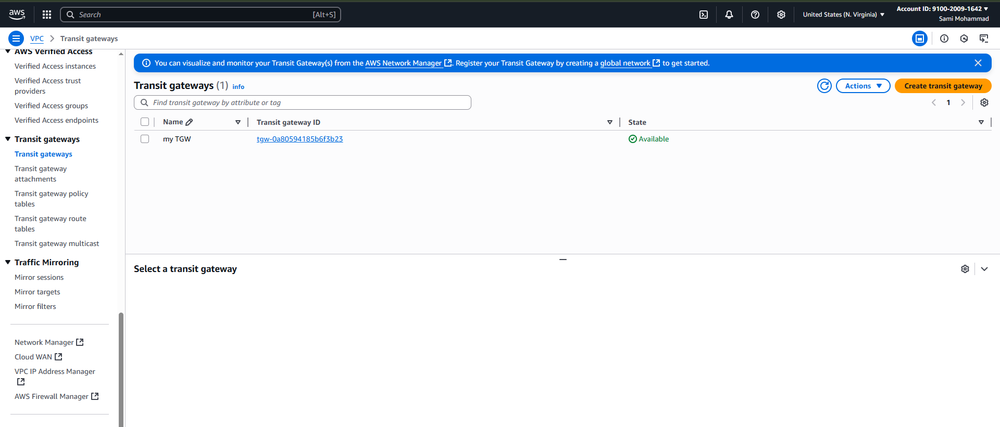 aws
Search [Alt+S]
United States (N. Virginia)
Account ID: 9100-2009-1642
Sami Mohammad
VPC
Transit gateways
AWS Verified Access
Verified Access instances
Verified Access trust
providers
Verified Access groups
Verified Access endpoints
Transit gateways
Transit gateways
Transit gateway
attachments
Transit gateway policy
tables
Transit gateway route
tables
Transit gateway multicast
Traffic Mirroring
Mirror sessions
Mirror targets
Mirror filters
Network Manager
Cloud WAN
VPC IP Address Manager
AWS Firewall Manager
You can visualize and monitor your Transit Gateway(s) from the AWS Network Manager. Register your Transit Gateway by creating a global network to get started.
Transit gateways (1) info
Actions
Create transit gateway
Find transit gateway by attribute or tag
1
Name Transit gateway ID State
my TGW tgw-0a80594185b6f3b23 Available
Select a transit gateway